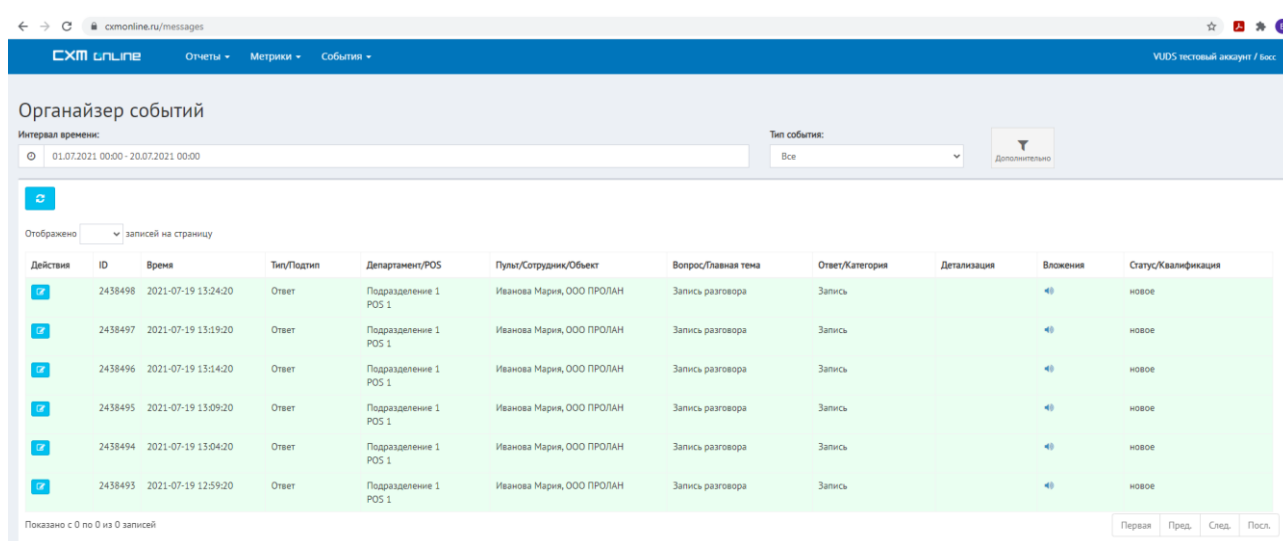 cxmonline.ru/messages
CXM ONLINE Отчеты Метрики События VUDS тестовый аккаунт / Босс
Органайзер событий
Интервал времени: Тип события:
01.07.2021 00:00 - 20.07.2021 00:00 Все Дополнительно
Отображено записей на страницу
Действия ID Время Тип/Подтип Департамент/POS Пульт/Сотрудник/Объект Вопрос/Главная тема Ответ/Категория Детализация Вложения Статус/Квалификация
2438498 2021-07-19 13:24:20 Ответ Подразделение 1 Иванова Мария, ООО ПРОЛАН Запись разговора Запись новое
POS 1
2438497 2021-07-19 13:19:20 Ответ Подразделение 1 Иванова Мария, ООО ПРОЛАН Запись разговора Запись новое
POS 1
2438496 2021-07-19 13:14:20 Ответ Подразделение 1 Иванова Мария, ООО ПРОЛАН Запись разговора Запись новое
POS 1
2438495 2021-07-19 13:09:20 Ответ Подразделение 1 Иванова Мария, ООО ПРОЛАН Запись разговора Запись новое
POS 1
2438494 2021-07-19 13:04:20 Ответ Подразделение 1 Иванова Мария, ООО ПРОЛАН Запись разговора Запись новое
POS 1
2438493 2021-07-19 12:59:20 Ответ Подразделение 1 Иванова Мария, ООО ПРОЛАН Запись разговора Запись новое
POS 1
Показано с 0 по 0 из 0 записей Первая Пред. След. Посл.